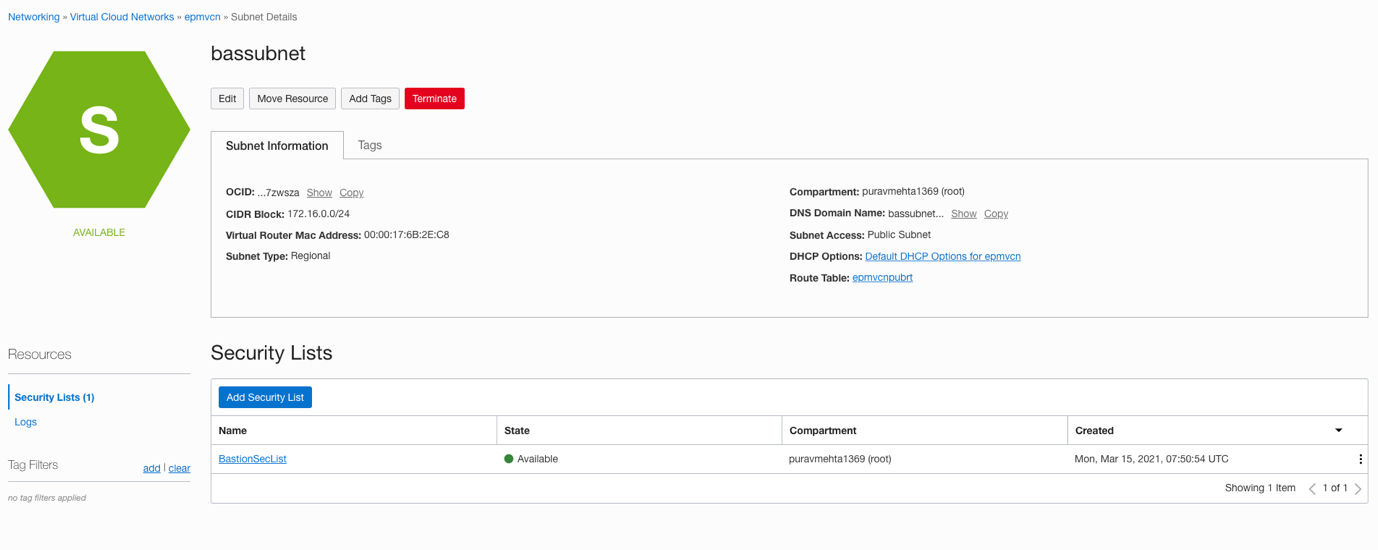 Networking » Virtual Cloud Networks » epmvcn » Subnet Details
S
AVAILABLE
bassubnet
Edit Move Resource Add Tags Terminate
Subnet Information Tags
OCID: ...7zwsza Show Copy
CIDR Block: 172.16.0.0/24
Virtual Router Mac Address: 00:00:17:6B:2E:C8
Subnet Type: Regional
Compartment: puravmehta1369 (root)
DNS Domain Name: bassubnet... Show Copy
Subnet Access: Public Subnet
DHCP Options: Default DHCP Options for epmvcn
Route Table: epmvcnpubrt
Resources
Security Lists (1)
Logs
Tag Filters add | clear
no tag filters applied
Security Lists
Add Security List
Name State Compartment Created
BastionSecList Available puravmehta1369 (root) Mon, Mar 15, 2021, 07:50:54 UTC
Showing 1 Item < 1 of 1 >